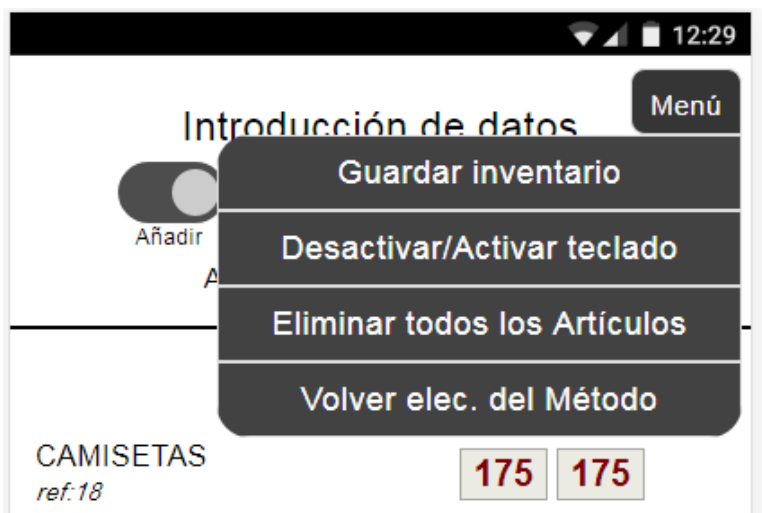 12:29
Menú
Introducción de datos
Guardar inventario
Añadir
Desactivar/Activar teclado
A
Eliminar todos los Artículos
Volver elec. del Método
CAMISETAS
175 175
ref:18